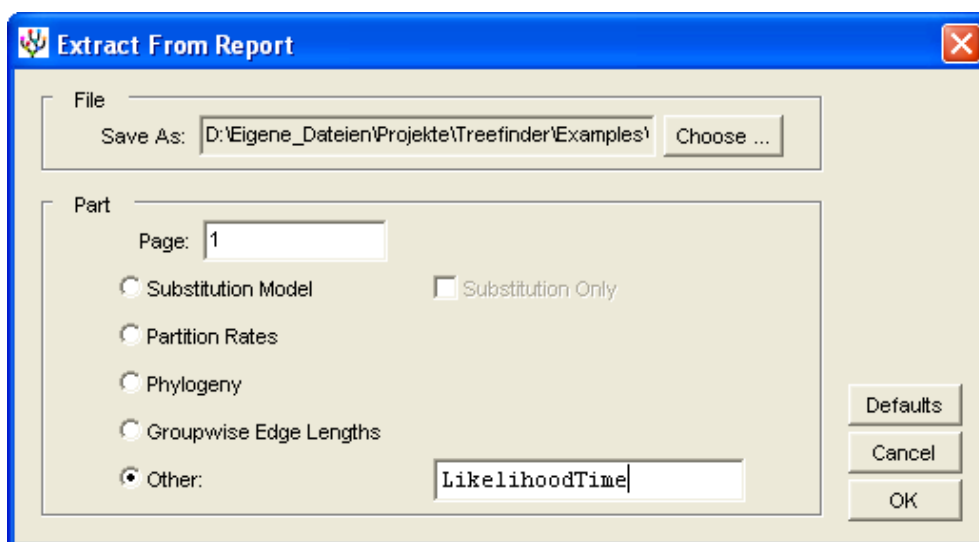 Extract From Report
File
Save As: D:\Eigene_Dateien\Projekte\Treefinder\Examples\ Choose ...
Part
Page: 1
Substitution Model Substitution Only
Partition Rates
Phylogeny
Groupwise Edge Lengths
Other: LikelihoodTime
Defaults
Cancel
OK